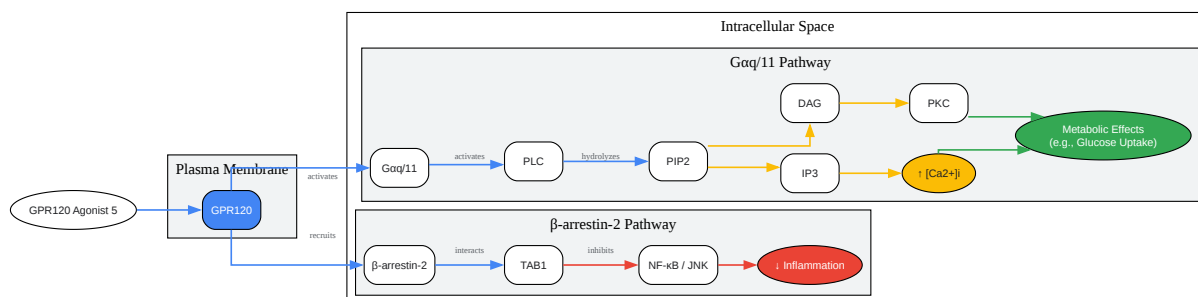 Intracellular Space
Gαq/11 Pathway
DAG
PKC
Metabolic Effects
(e.g., Glucose Uptake)
Gαq/11
activates
PLC
hydrolyzes
PIP2
IP3
↑ [Ca2+]i
Plasma Membrane
activates
GPR120 Agonist 5
GPR120
β-arrestin-2 Pathway
recruits
β-arrestin-2
interacts
TAB1
inhibits
NF-κB / JNK
↓ Inflammation